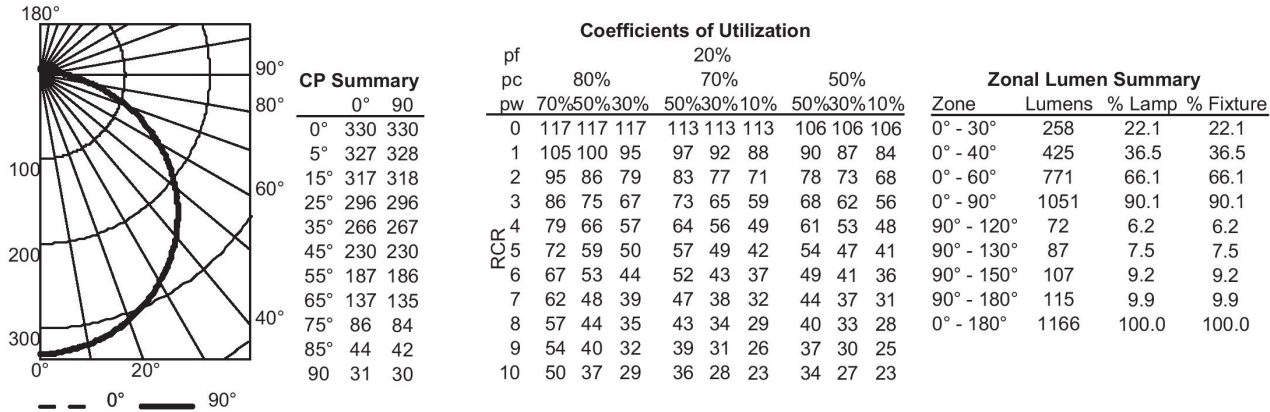 180°
90°
80°
60°
40°
100
200
300
0° 20°
0° 90°
CP Summary
0° 90
0° 330 330
5° 327 328
15° 317 318
25° 296 296
35° 266 267
45° 230 230
55° 187 186
65° 137 135
75° 86 84
85° 44 42
90 31 30
Coefficients of Utilization
pf 20%
pc 80% 70% 50%
pw 70%50%30% 50%30%10% 50%30%10%
RCR
0 117 117 117 113 113 113 106 106 106
1 105 100 95 97 92 88 90 87 84
2 95 86 79 83 77 71 78 73 68
3 86 75 67 73 65 59 68 62 56
4 79 66 57 64 56 49 61 53 48
5 72 59 50 57 49 42 54 47 41
6 67 53 44 52 43 37 49 41 36
7 62 48 39 47 38 32 44 37 31
8 57 44 35 43 34 29 40 33 28
9 54 40 32 39 31 26 37 30 25
10 50 37 29 36 28 23 34 27 23
Zonal Lumen Summary
Zone Lumens % Lamp % Fixture
0° - 30° 258 22.1 22.1
0° - 40° 425 36.5 36.5
0° - 60° 771 66.1 66.1
0° - 90° 1051 90.1 90.1
90° - 120° 72 6.2 6.2
90° - 130° 87 7.5 7.5
90° - 150° 107 9.2 9.2
90° - 180° 115 9.9 9.9
0° - 180° 1166 100.0 100.0